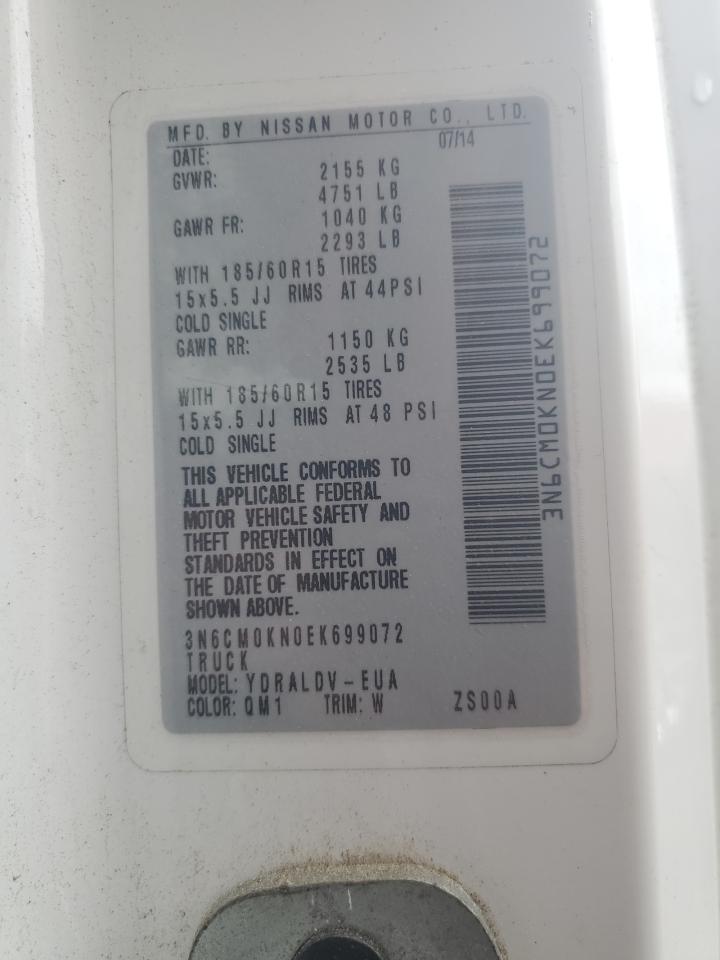 MFD. BY NISSAN MOTOR CO., LTD.
DATE: 07/14
GVWR: 2155 KG
4751 LB
GAWR FR: 1040 KG
2293 LB
WITH 185/60R15 TIRES
15x5.5 JJ RIMS AT 44PSI
COLD SINGLE
GAWR RR: 1150 KG
2535 LB
WITH 185/60R15 TIRES
15x5.5 JJ RIMS AT 48 PSI
COLD SINGLE
THIS VEHICLE CONFORMS TO
ALL APPLICABLE FEDERAL
MOTOR VEHICLE SAFETY AND
THEFT PREVENTION
STANDARDS IN EFFECT ON
THE DATE OF MANUFACTURE
SHOWN ABOVE.
3N6CM0KN0EK699072
TRUCK
MODEL: YDRALDV-EUA
COLOR: QM1 TRIM: W ZS00A
3N6CM0KN0EK699072